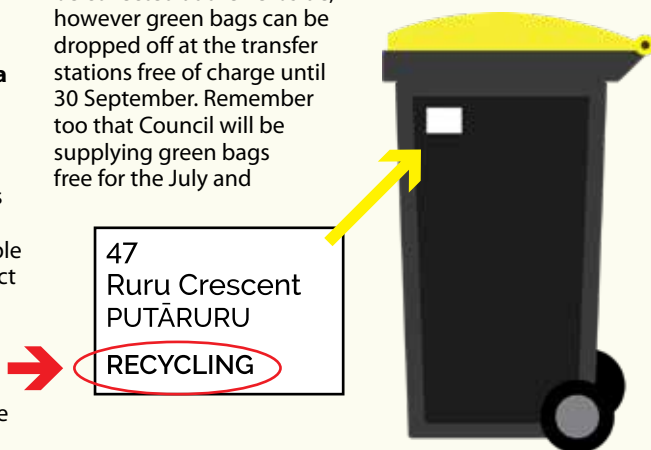 however green bags can be
dropped off at the transfer
stations free of charge until
30 September. Remember
too that Council will be
supplying green bags
free for the July and
47
Ruru Crescent
PUTĀRURU
RECYCLING